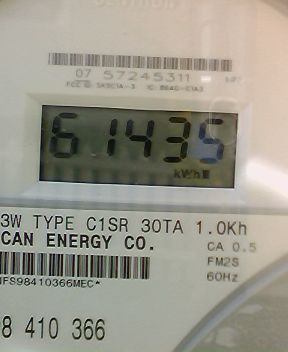 07 57245311
61435
kWh
3W TYPE C1SR 30TA 1.0Kh
CAN ENERGY CO.
CA 0.5
FM2S
60Hz
NFS98410366MEC*
8 410 366